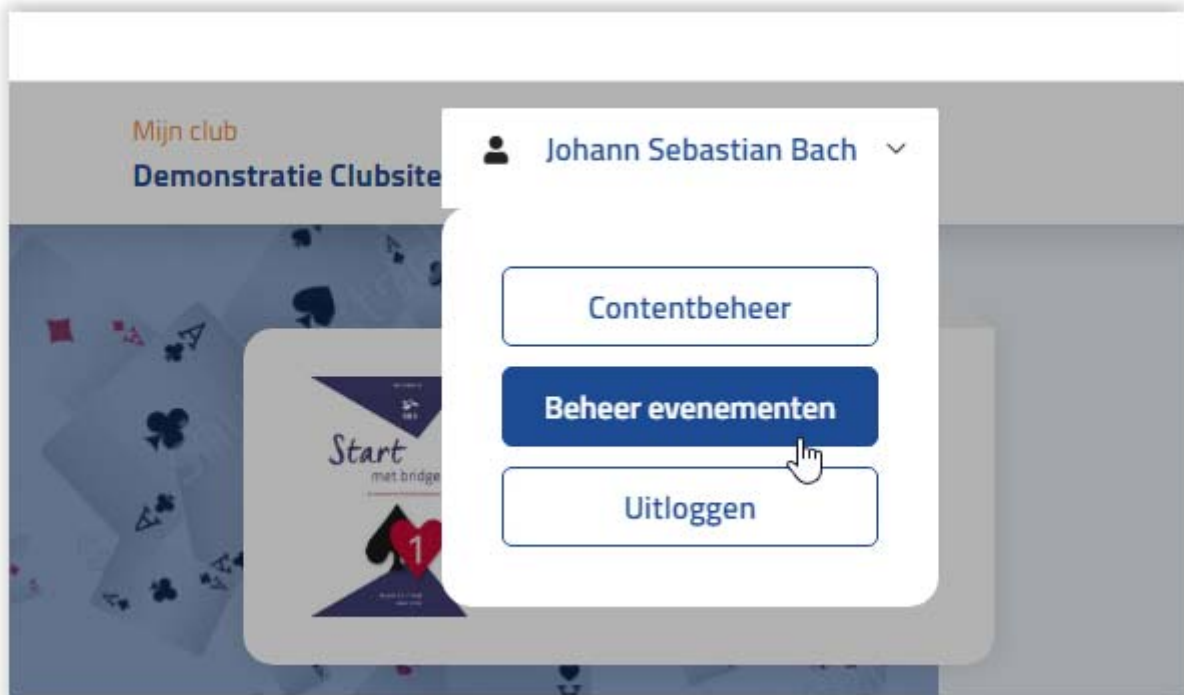 Mijn club
Demonstratie Clubsite
Johann Sebastian Bach
Contentbeheer
Beheer evenementen
Uitloggen
Start
met bridge
1